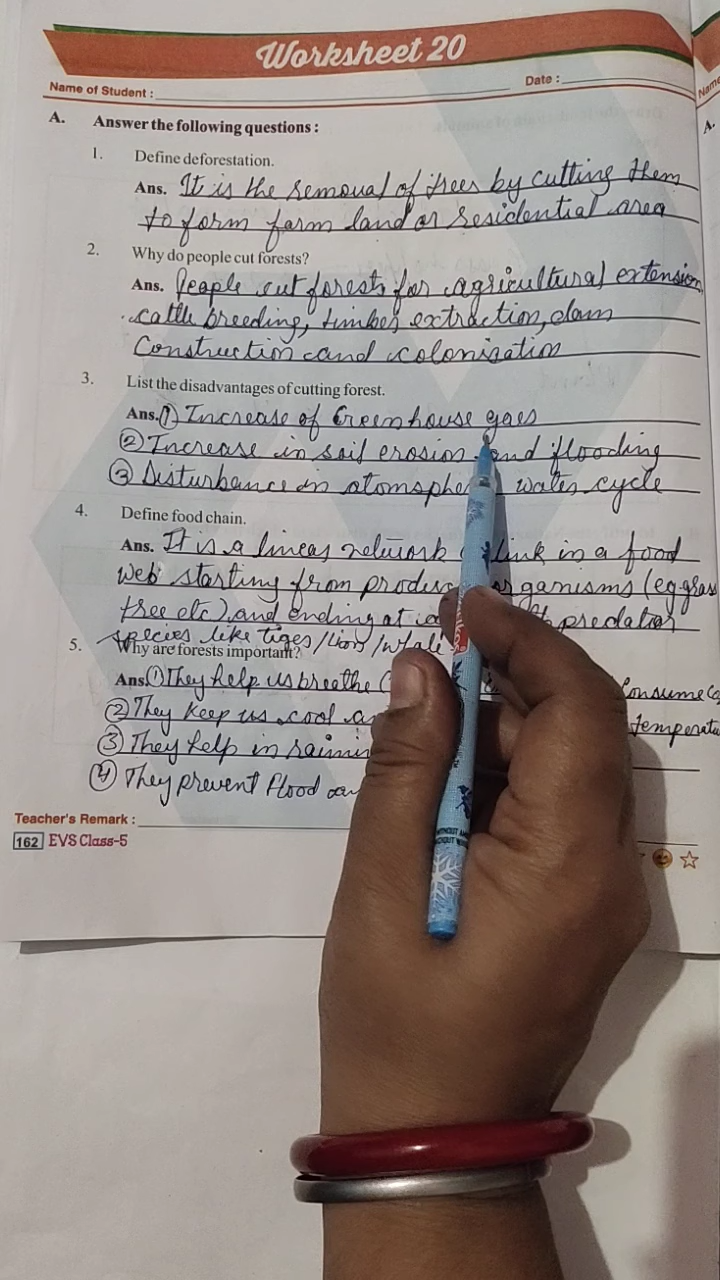 Worksheet 20
Name of Student :
Date :
Name
A. Answer the following questions :
A.
1. Define deforestation.
Ans. It is the removal of trees by cutting them
to form farm land or residential area
2. Why do people cut forests?
Ans. People cut forests for agricultural extension,
cattle breeding, timber extraction, dam
Construction and colonisation
3. List the disadvantages of cutting forest.
Ans. ① Increase of Greenhouse gaes
② Increase in soil erosion and flooding
③ Disturbance in atomsphe water cycle
4. Define food chain.
Ans. It is a linear network link in a food
web starting from produc organisms (eg grass
tree etc) and ending at predator
species like tiger/lion/whale
5. Why are forests important?
Ans. ① They help us breathe ( Consume
② They keep us cool temperatu
③ They help in
④ They prevent flood
Teacher's Remark :
162 EVS Class-5